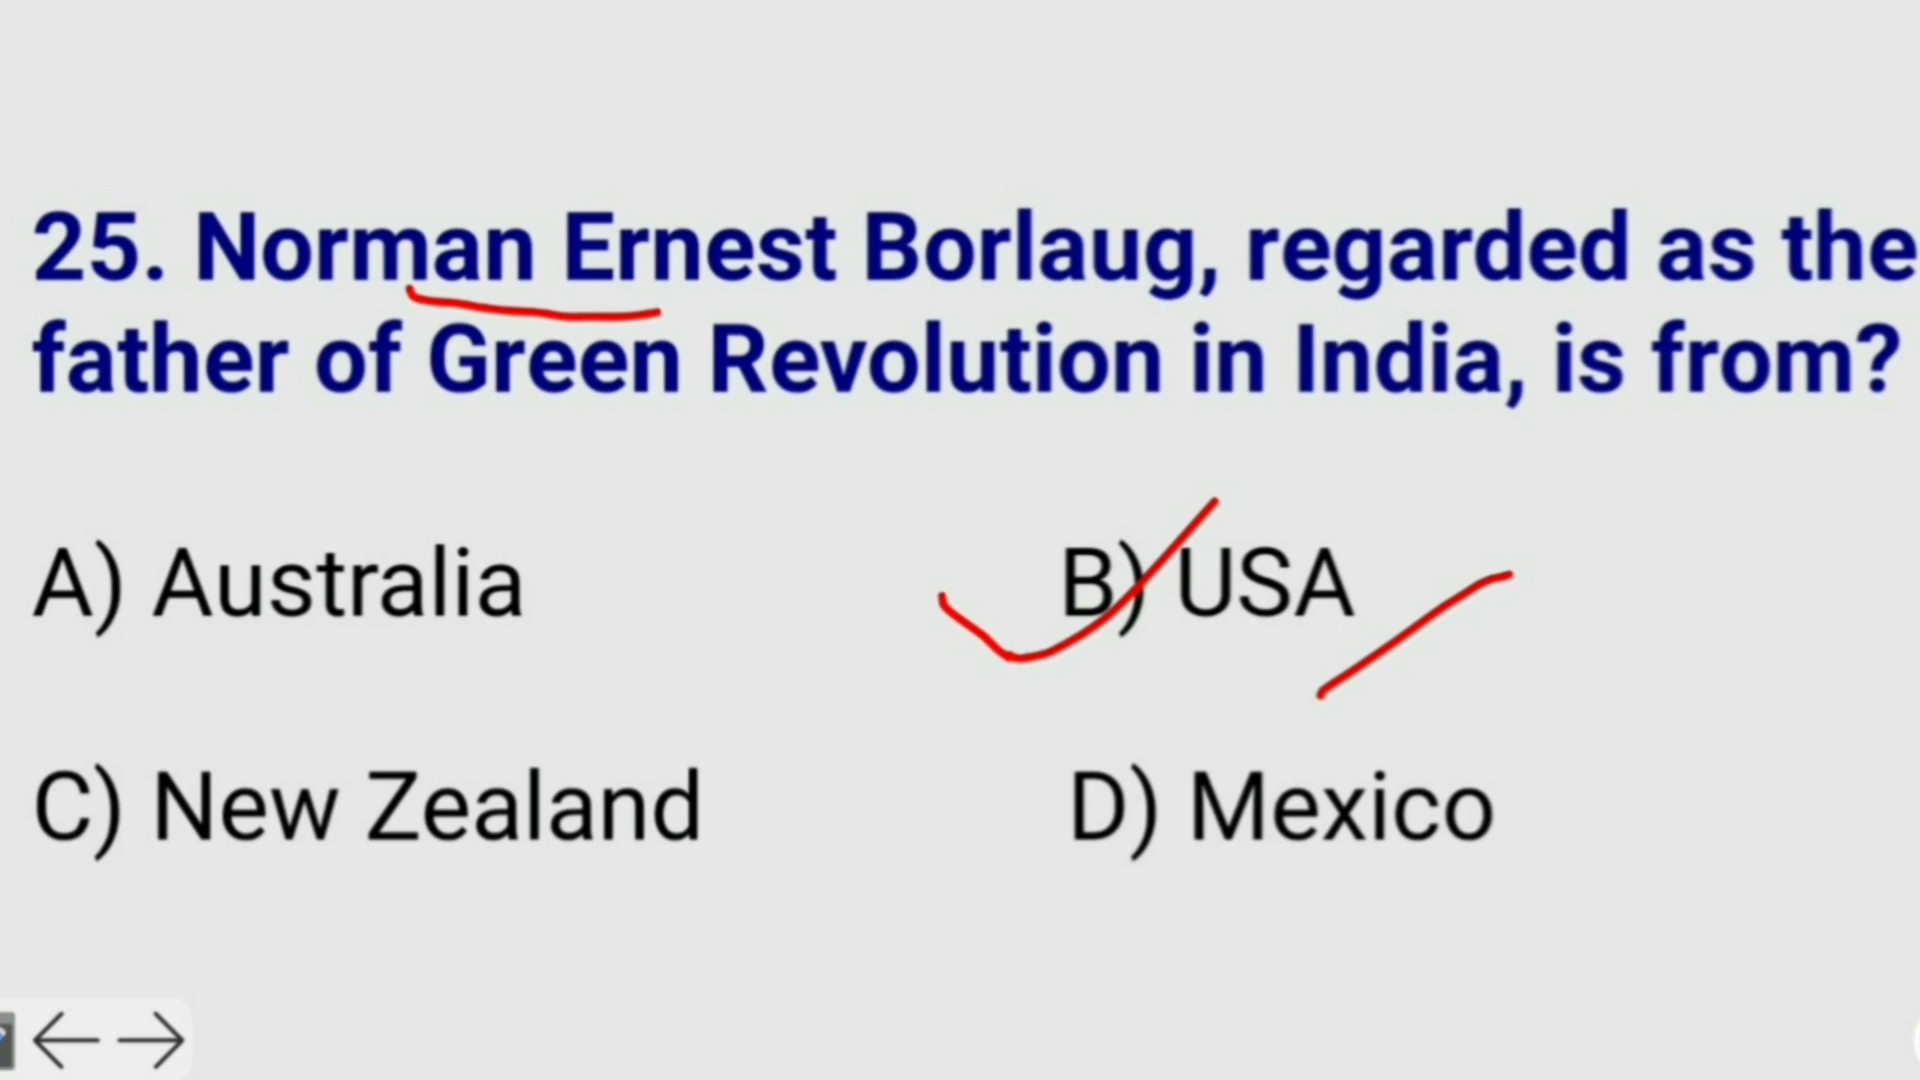 25. Norman Ernest Borlaug, regarded as the
father of Green Revolution in India, is from?
A) Australia
B) USA
C) New Zealand
D) Mexico